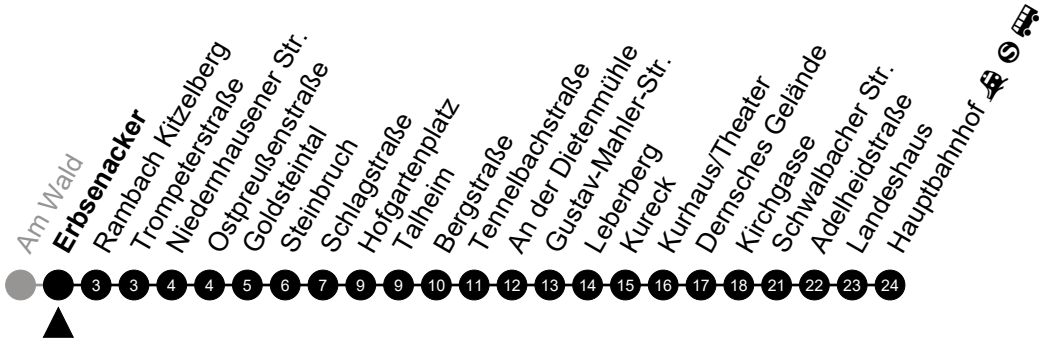 Am Wald
Erbsenacker
Rambach Kitzelberg
Trompeterstraße
Niedernhausener Str.
Ostpreußenstraße
Goldsteintal
Steinbruch
Schlagstraße
Hofgartenplatz
Talheim
Bergstraße
Tennelbachstraße
An der Dietenmühle
Gustav-Mahler-Str.
Leberberg
Kureck
Kurhaus/Theater
Dernsches Gelände
Kirchgasse
Schwalbacher Str.
Adelheidstraße
Landeshaus
Hauptbahnhof S
3 3 4 4 5 6 7 9 9 10 11 12 13 14 15 16 17 18 21 22 23 24